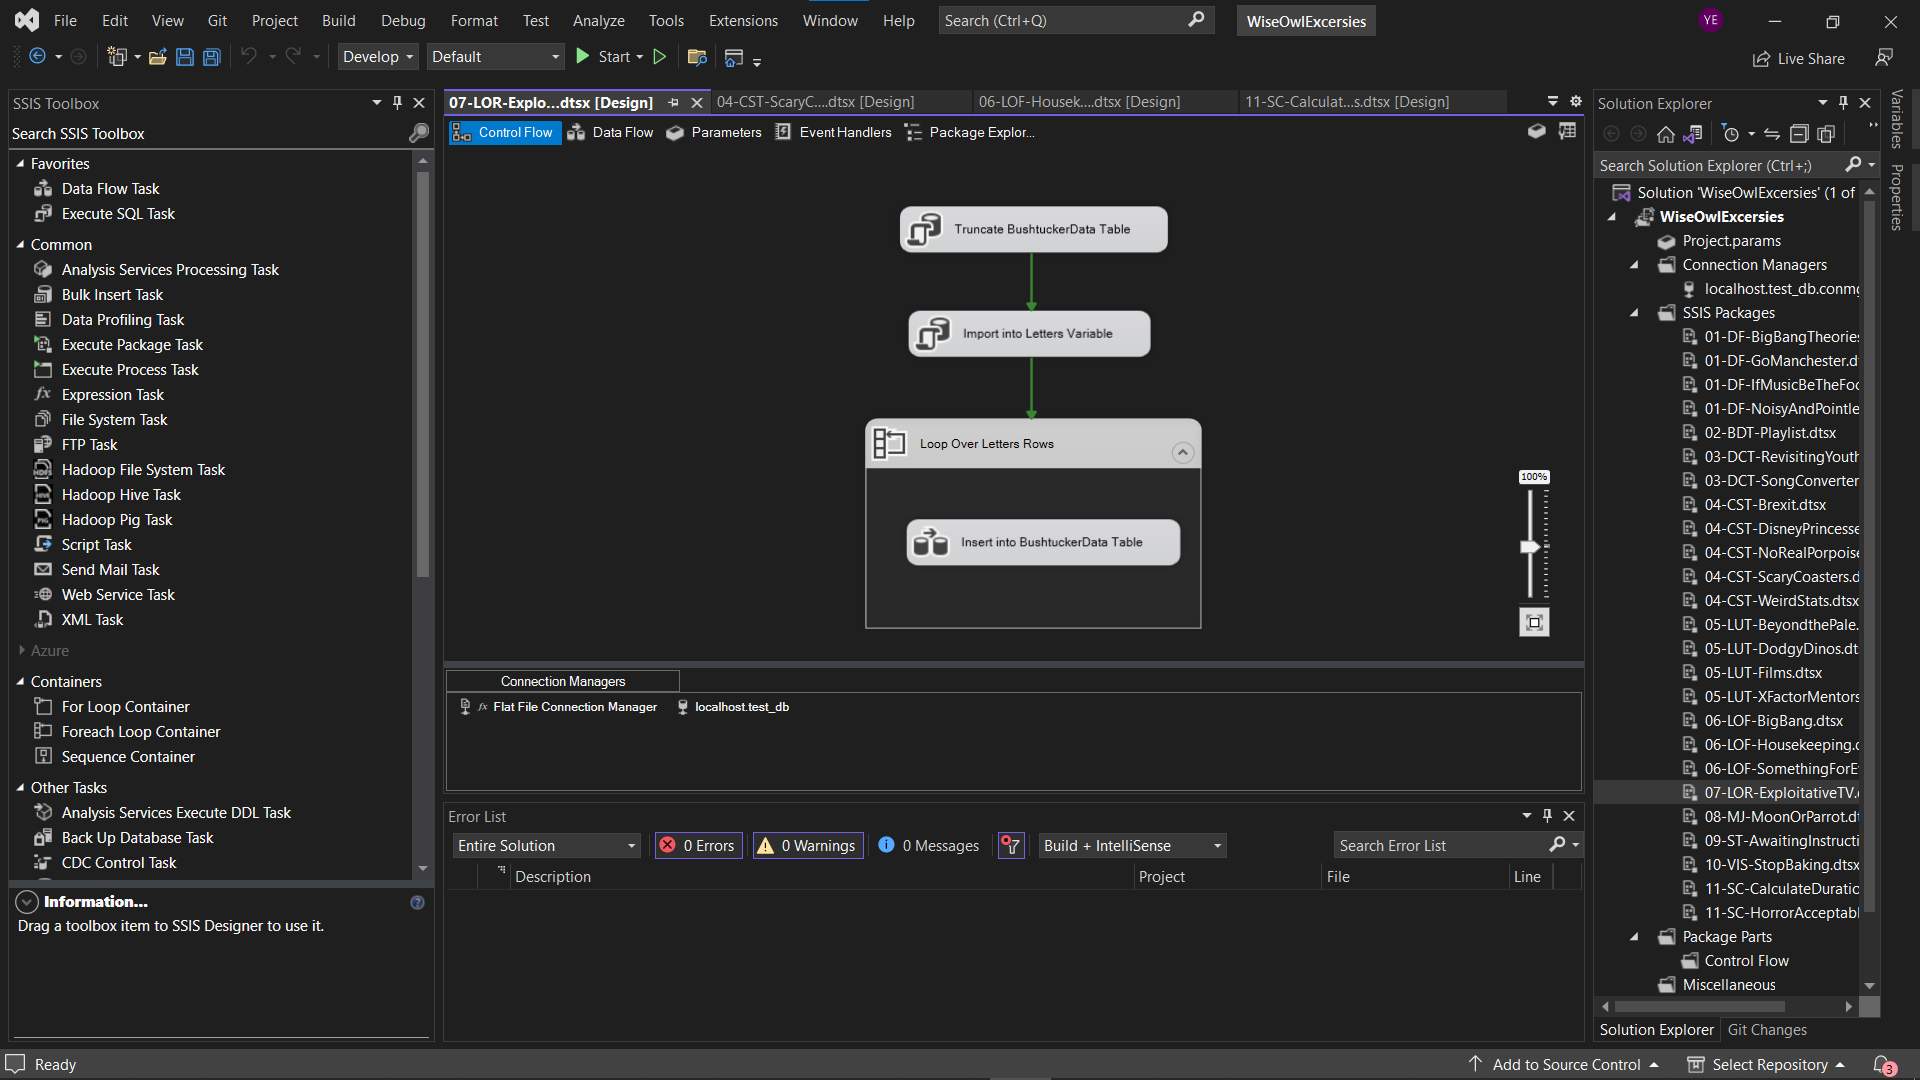 File Edit View Git Project Build Debug Format Test Analyze Tools Extensions Window Help Search (Ctrl+Q) WiseOwlExcersies YE
Develop Default Start Live Share
SSIS Toolbox
Search SSIS Toolbox
Favorites
Data Flow Task
Execute SQL Task
Common
Analysis Services Processing Task
Bulk Insert Task
Data Profiling Task
Execute Package Task
Execute Process Task
Expression Task
File System Task
FTP Task
Hadoop File System Task
Hadoop Hive Task
Hadoop Pig Task
Script Task
Send Mail Task
Web Service Task
XML Task
Azure
Containers
For Loop Container
Foreach Loop Container
Sequence Container
Other Tasks
Analysis Services Execute DDL Task
Back Up Database Task
CDC Control Task
Information...
Drag a toolbox item to SSIS Designer to use it.
07-LOR-Explo...dtsx [Design] 04-CST-ScaryC....dtsx [Design] 06-LOF-Housek....dtsx [Design] 11-SC-Calculat...s.dtsx [Design]
Control Flow Data Flow Parameters Event Handlers Package Explor...
Truncate BushtuckerData Table
Import into Letters Variable
Loop Over Letters Rows
Insert into BushtuckerData Table
100%
Connection Managers
fx Flat File Connection Manager localhost.test_db
Error List
Entire Solution 0 Errors 0 Warnings 0 Messages Build + IntelliSense Search Error List
Description Project File Line
Solution Explorer
Search Solution Explorer (Ctrl+;)
Solution 'WiseOwlExcersies' (1 of
WiseOwlExcersies
Project.params
Connection Managers
localhost.test_db.conmg
SSIS Packages
01-DF-BigBangTheories
01-DF-GoManchester.dt
01-DF-IfMusicBeTheFoo
01-DF-NoisyAndPointle
02-BDT-Playlist.dtsx
03-DCT-RevisitingYouth
03-DCT-SongConverter
04-CST-Brexit.dtsx
04-CST-DisneyPrincesse
04-CST-NoRealPorpoise
04-CST-ScaryCoasters.d
04-CST-WeirdStats.dtsx
05-LUT-BeyondthePale.
05-LUT-DodgyDinos.dt
05-LUT-Films.dtsx
05-LUT-XFactorMentors
06-LOF-BigBang.dtsx
06-LOF-Housekeeping.d
06-LOF-SomethingForE
07-LOR-ExploitativeTV.d
08-MJ-MoonOrParrot.dt
09-ST-AwaitingInstructi
10-VIS-StopBaking.dtsx
11-SC-CalculateDuratio
11-SC-HorrorAcceptabl
Package Parts
Control Flow
Miscellaneous
Solution Explorer Git Changes
Variables
Properties
Ready Add to Source Control Select Repository 3